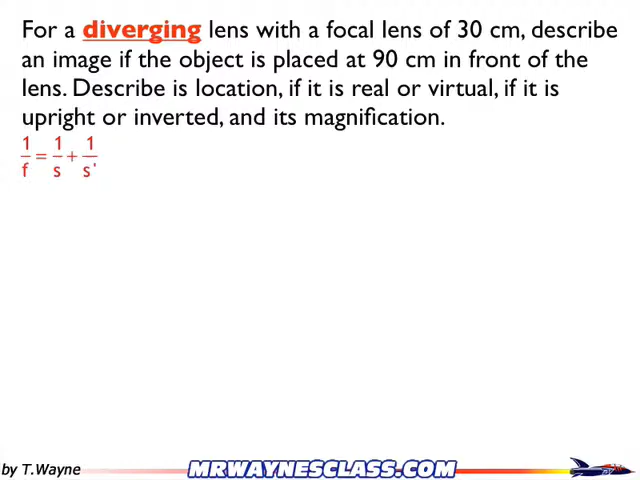 For a diverging lens with a focal lens of 30 cm, describe
an image if the object is placed at 90 cm in front of the
lens. Describe is location, if it is real or virtual, if it is
upright or inverted, and its magnification.
1/f = 1/s + 1/s'
by T.Wayne
MRWAYNESCLASS.COM